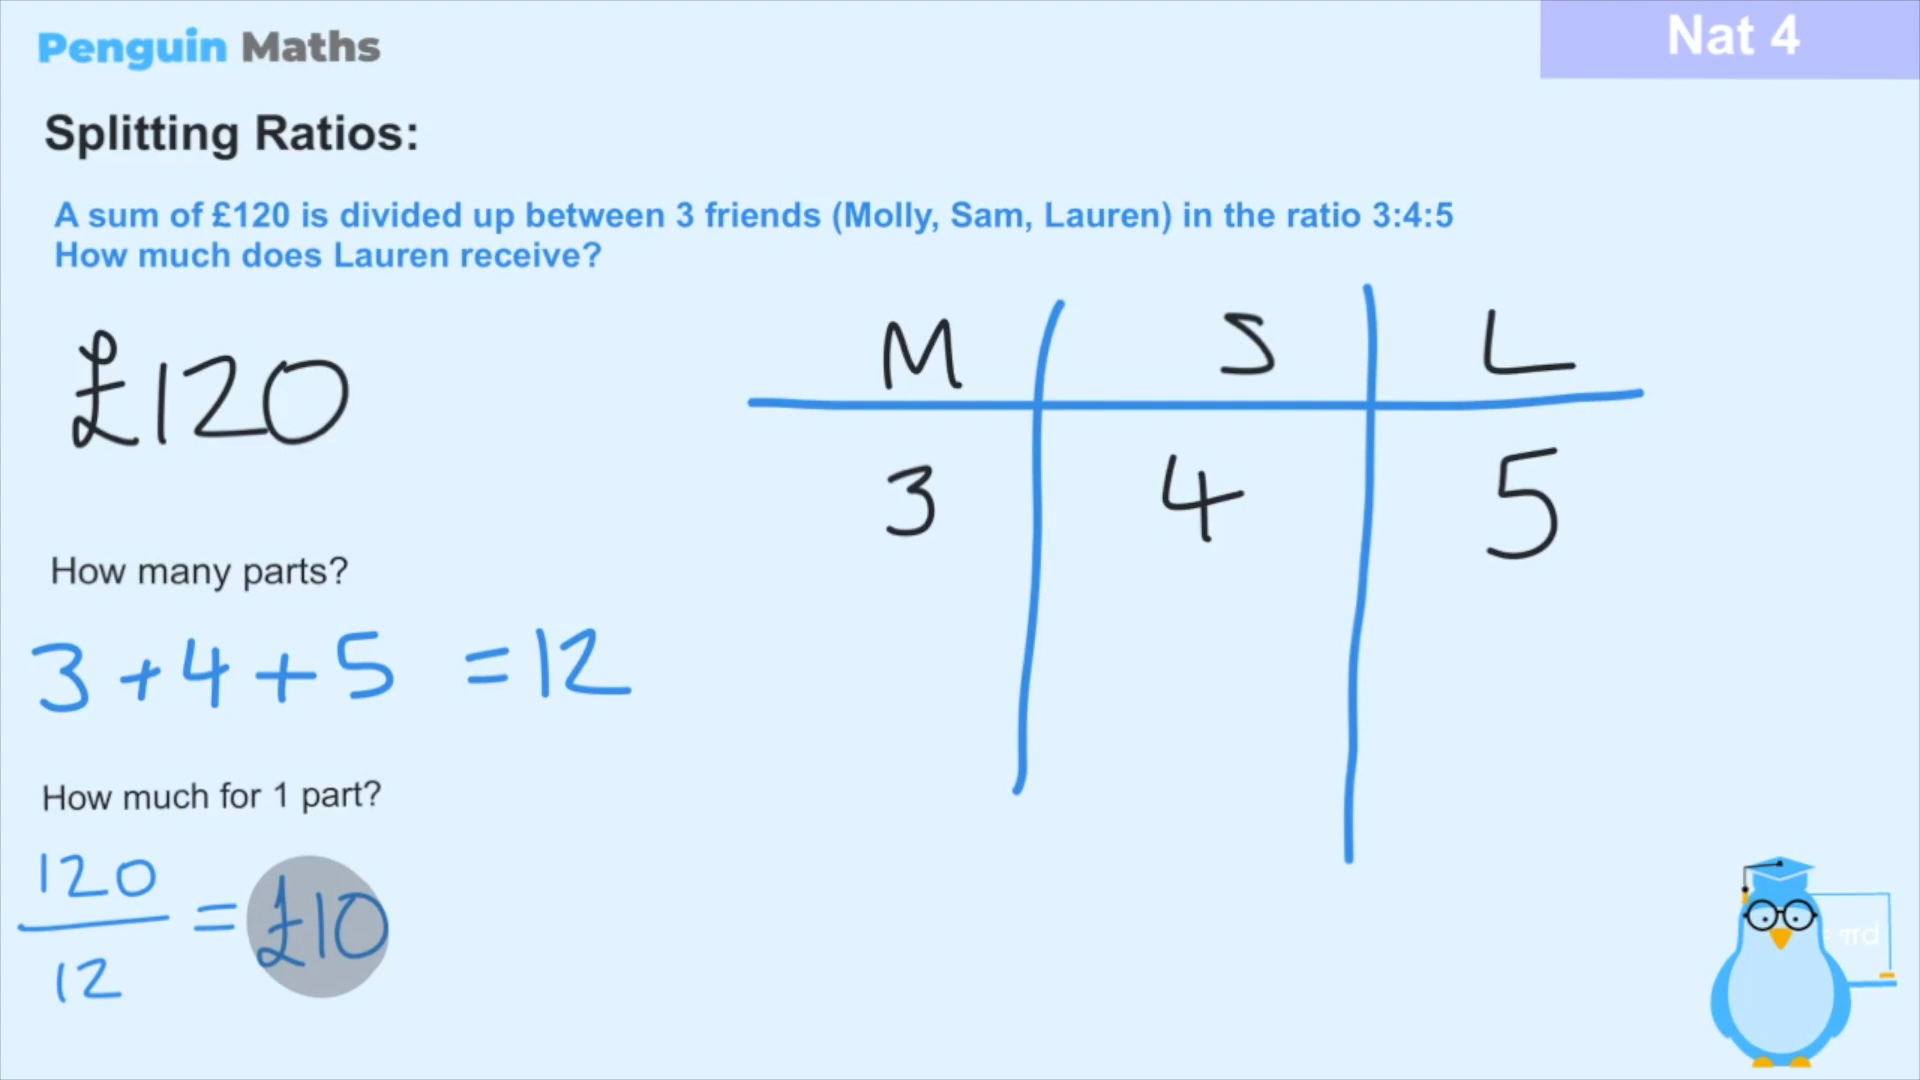 Penguin Maths
Nat 4
Splitting Ratios:
A sum of £120 is divided up between 3 friends (Molly, Sam, Lauren) in the ratio 3:4:5
How much does Lauren receive?
£120
M S L
3 4 5
How many parts?
3 + 4 + 5 = 12
How much for 1 part?
120
= £10
12
= πd